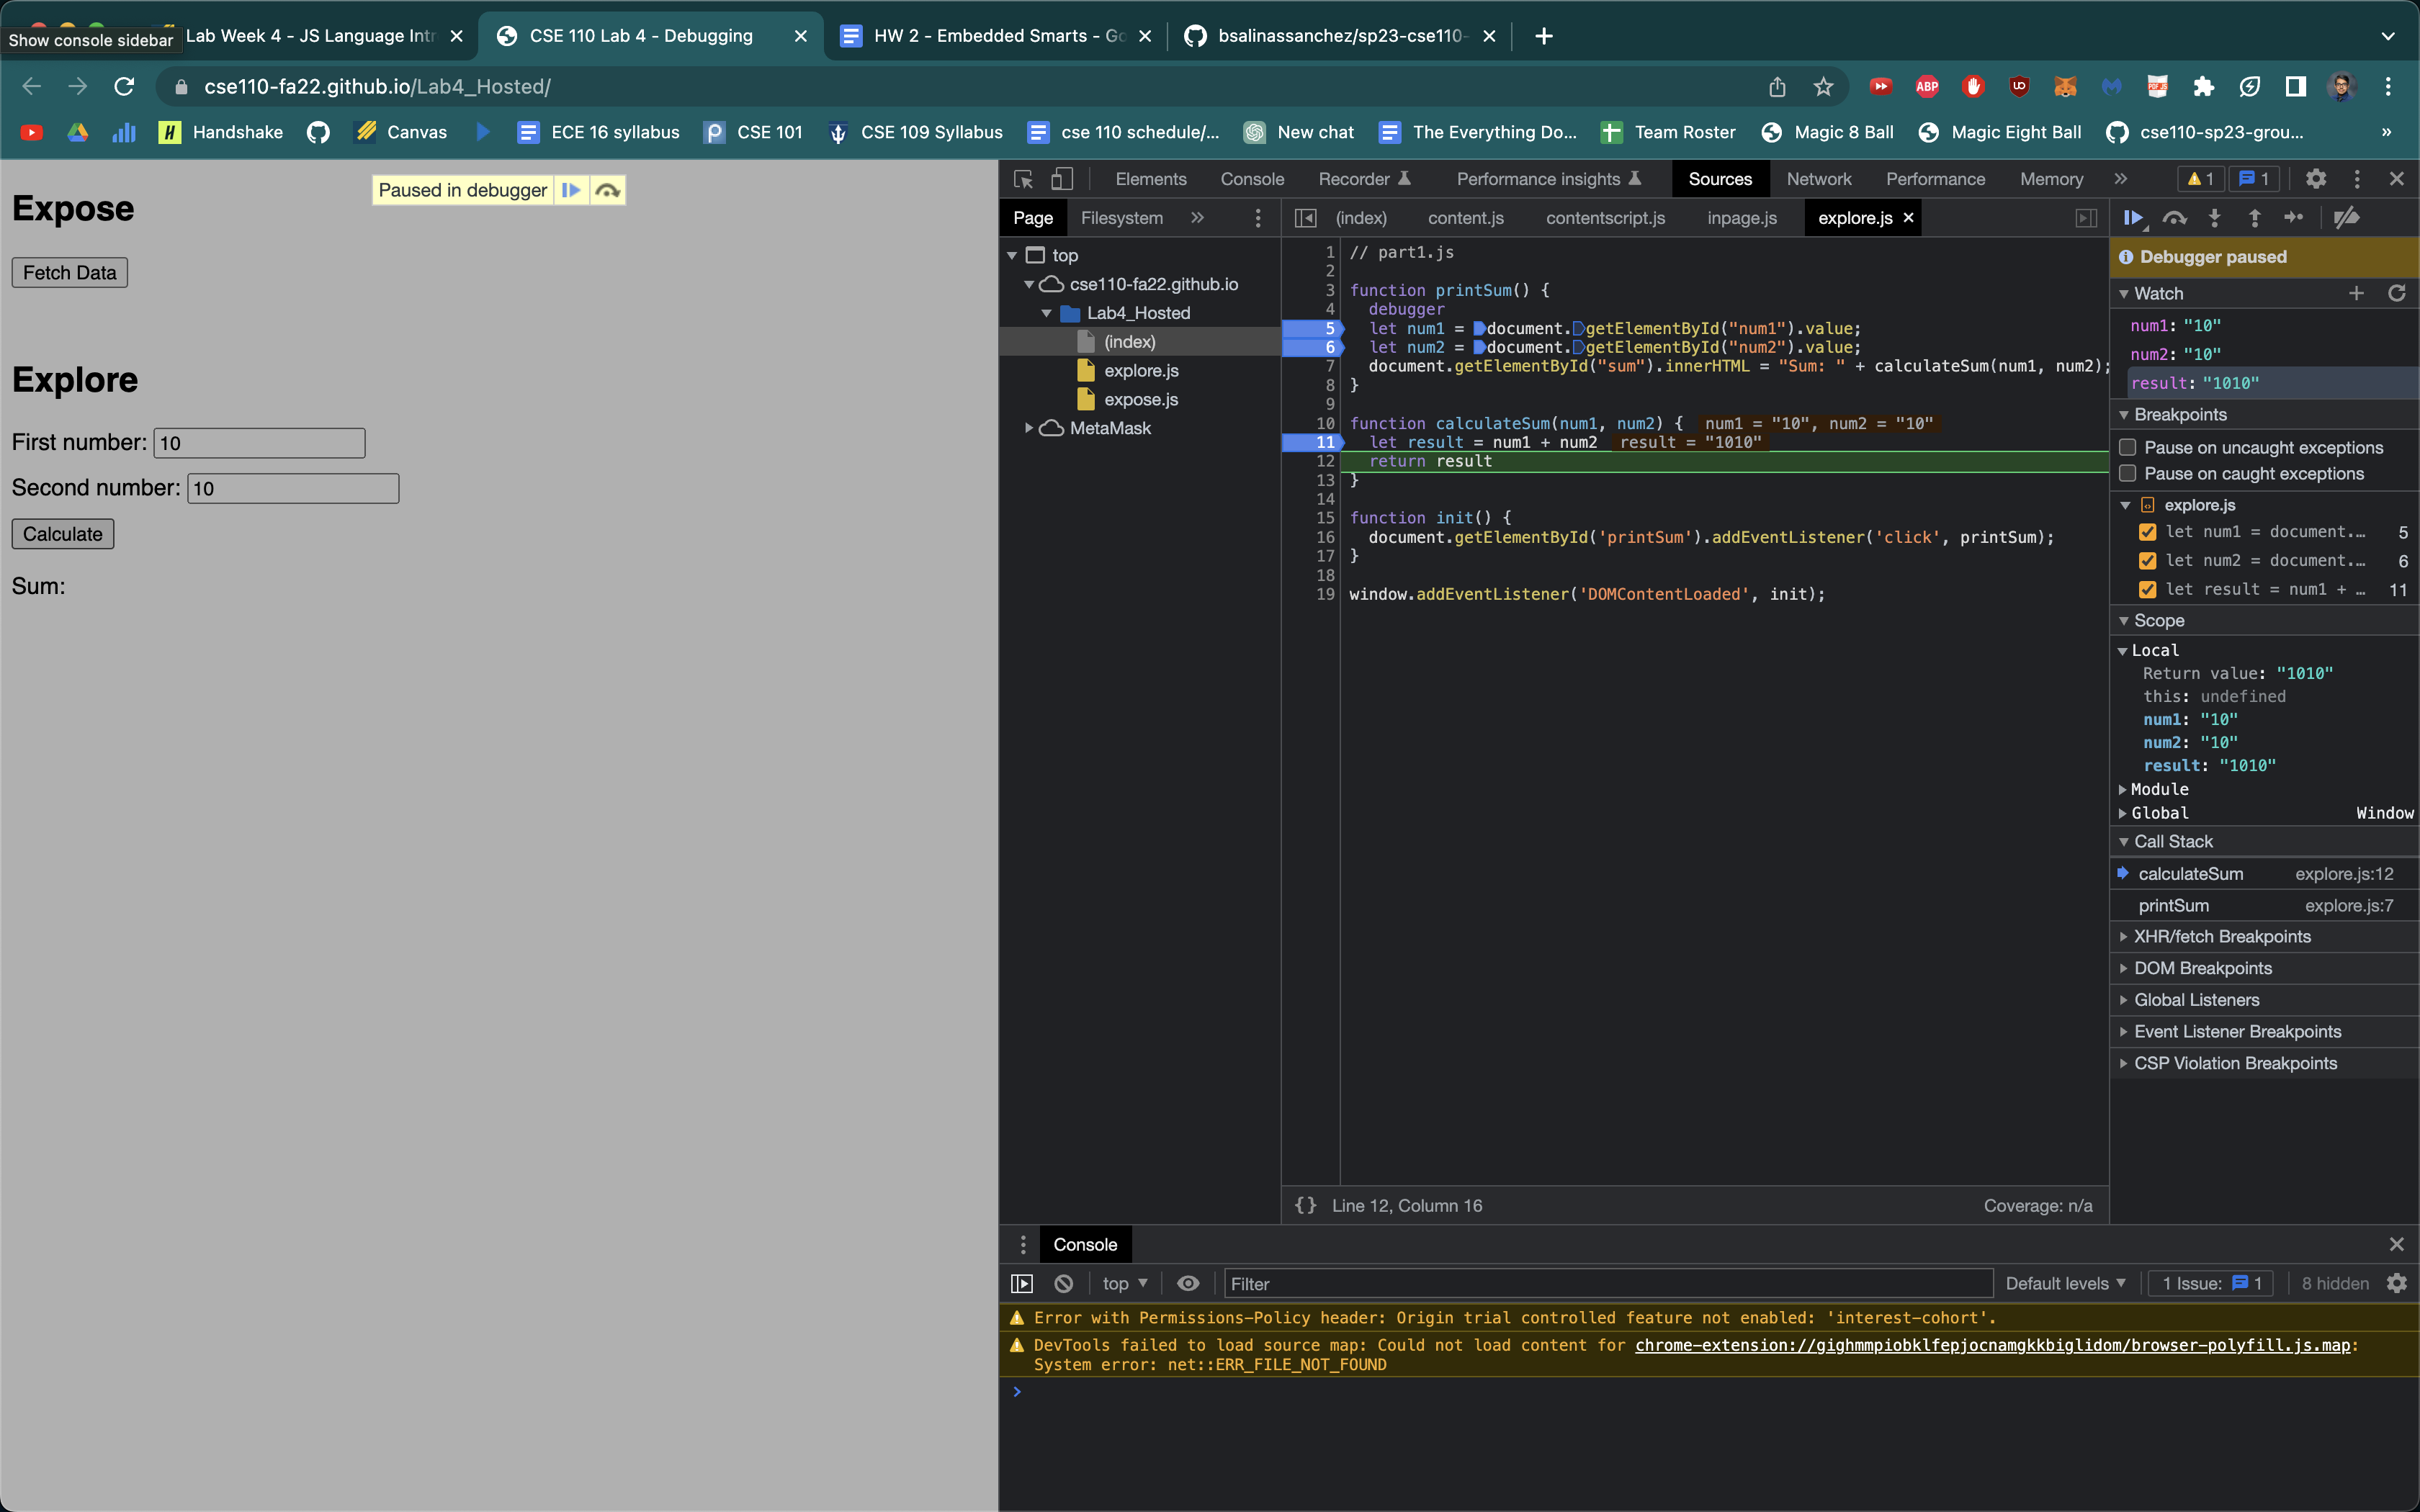 Show console sidebar
Lab Week 4 - JS Language Intr
CSE 110 Lab 4 - Debugging
HW 2 - Embedded Smarts - Go
bsalinassanchez/sp23-cse110-
cse110-fa22.github.io/Lab4_Hosted/
Handshake
Canvas
ECE 16 syllabus
CSE 101
CSE 109 Syllabus
cse 110 schedule/...
New chat
The Everything Do...
Team Roster
Magic 8 Ball
Magic Eight Ball
cse110-sp23-grou...
»
Paused in debugger
Expose
Fetch Data
Explore
First number: 10
Second number: 10
Calculate
Sum:
Elements Console Recorder Performance insights Sources Network Performance Memory » 1 1
Page Filesystem »
(index) content.js contentscript.js inpage.js explore.js
top
cse110-fa22.github.io
Lab4_Hosted
(index)
explore.js
expose.js
MetaMask
1 // part1.js
2
3 function printSum() {
4 debugger
5 let num1 = document.getElementById("num1").value;
6 let num2 = document.getElementById("num2").value;
7 document.getElementById("sum").innerHTML = "Sum: " + calculateSum(num1, num2);
8 }
9
10 function calculateSum(num1, num2) { num1 = "10", num2 = "10"
11 let result = num1 + num2 result = "1010"
12 return result
13 }
14
15 function init() {
16 document.getElementById('printSum').addEventListener('click', printSum);
17 }
18
19 window.addEventListener('DOMContentLoaded', init);
{} Line 12, Column 16
Coverage: n/a
Debugger paused
Watch
num1: "10"
num2: "10"
result: "1010"
Breakpoints
Pause on uncaught exceptions
Pause on caught exceptions
explore.js
let num1 = document.… 5
let num2 = document.… 6
let result = num1 + … 11
Scope
Local
Return value: "1010"
this: undefined
num1: "10"
num2: "10"
result: "1010"
Module
Global Window
Call Stack
calculateSum explore.js:12
printSum explore.js:7
XHR/fetch Breakpoints
DOM Breakpoints
Global Listeners
Event Listener Breakpoints
CSP Violation Breakpoints
Console
top Filter Default levels 1 Issue: 1 8 hidden
Error with Permissions-Policy header: Origin trial controlled feature not enabled: 'interest-cohort'.
DevTools failed to load source map: Could not load content for chrome-extension://gighmmpiobklfepjocnamgkkbiglidom/browser-polyfill.js.map:
System error: net::ERR_FILE_NOT_FOUND